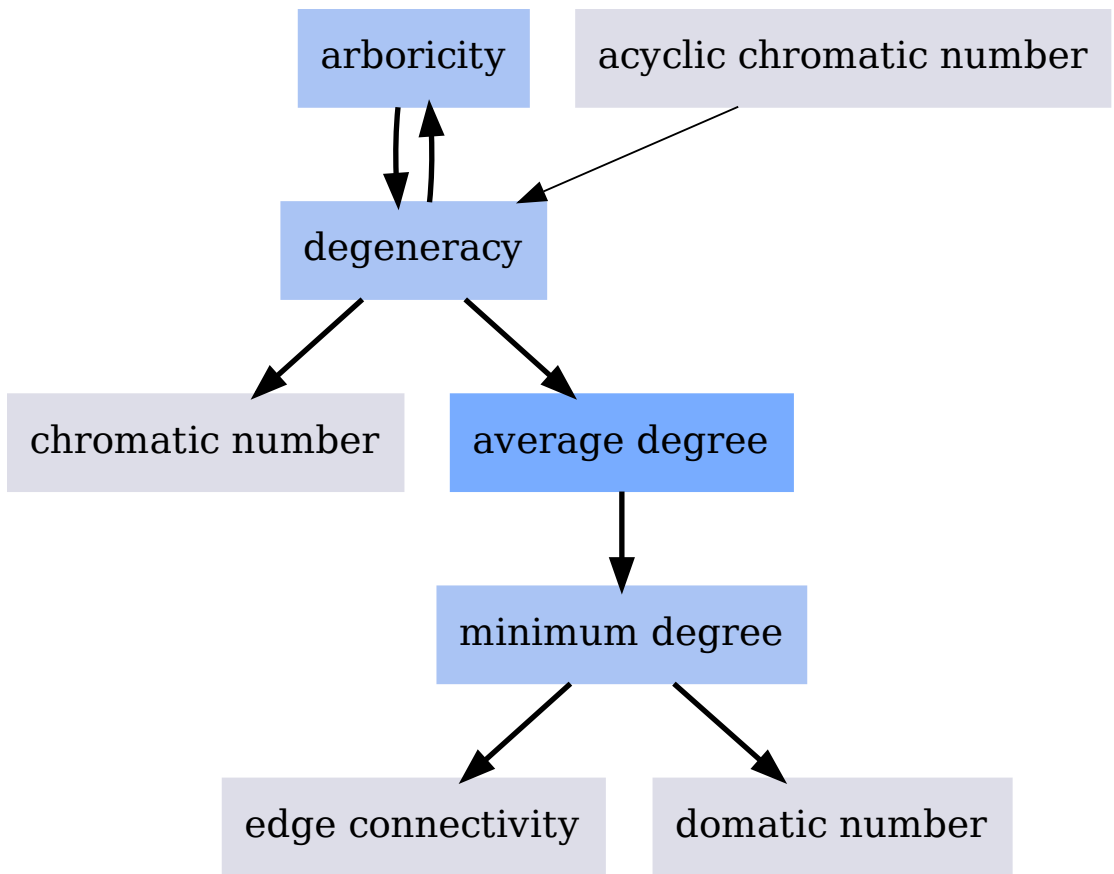 arboricity
acyclic chromatic number
degeneracy
chromatic number
average degree
minimum degree
edge connectivity
domatic number